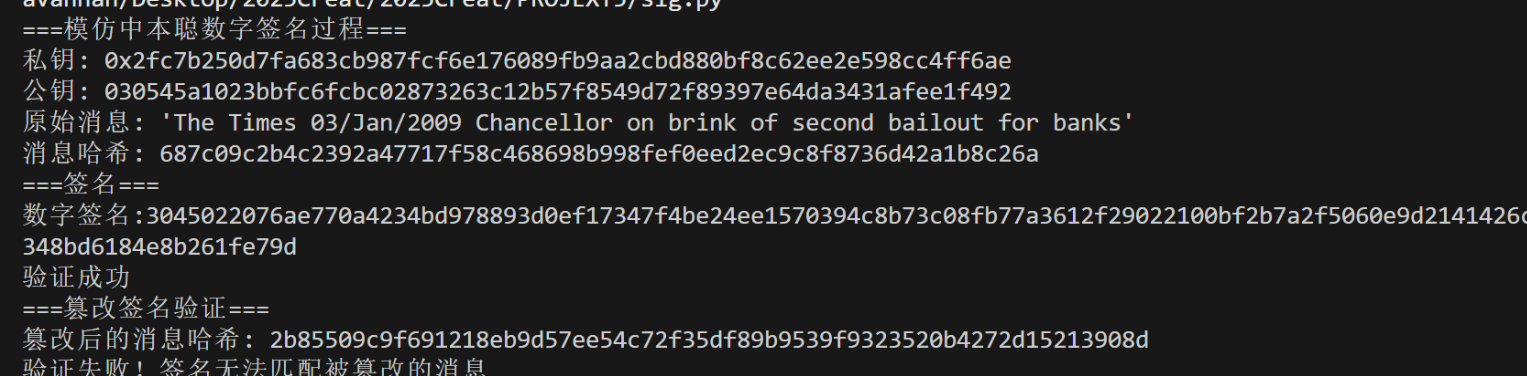 avannan/Desktop/2025Creat/2025Creat/PROJEXT5/sig.py
===模仿中本聪数字签名过程===
私钥: 0x2fc7b250d7fa683cb987fcf6e176089fb9aa2cbd880bf8c62ee2e598cc4ff6ae
公钥: 030545a1023bbfc6fcbc02873263c12b57f8549d72f89397e64da3431afee1f492
原始消息: 'The Times 03/Jan/2009 Chancellor on brink of second bailout for banks'
消息哈希: 687c09c2b4c2392a47717f58c468698b998fef0eed2ec9c8f8736d42a1b8c26a
===签名===
数字签名:3045022076ae770a4234bd978893d0ef17347f4be24ee1570394c8b73c08fb77a3612f29022100bf2b7a2f5060e9d2141426c
348bd6184e8b261fe79d
验证成功
===篡改签名验证===
篡改后的消息哈希: 2b85509c9f691218eb9d57ee54c72f35df89b9539f9323520b4272d15213908d
验证失败! 签名无法匹配被篡改的消息